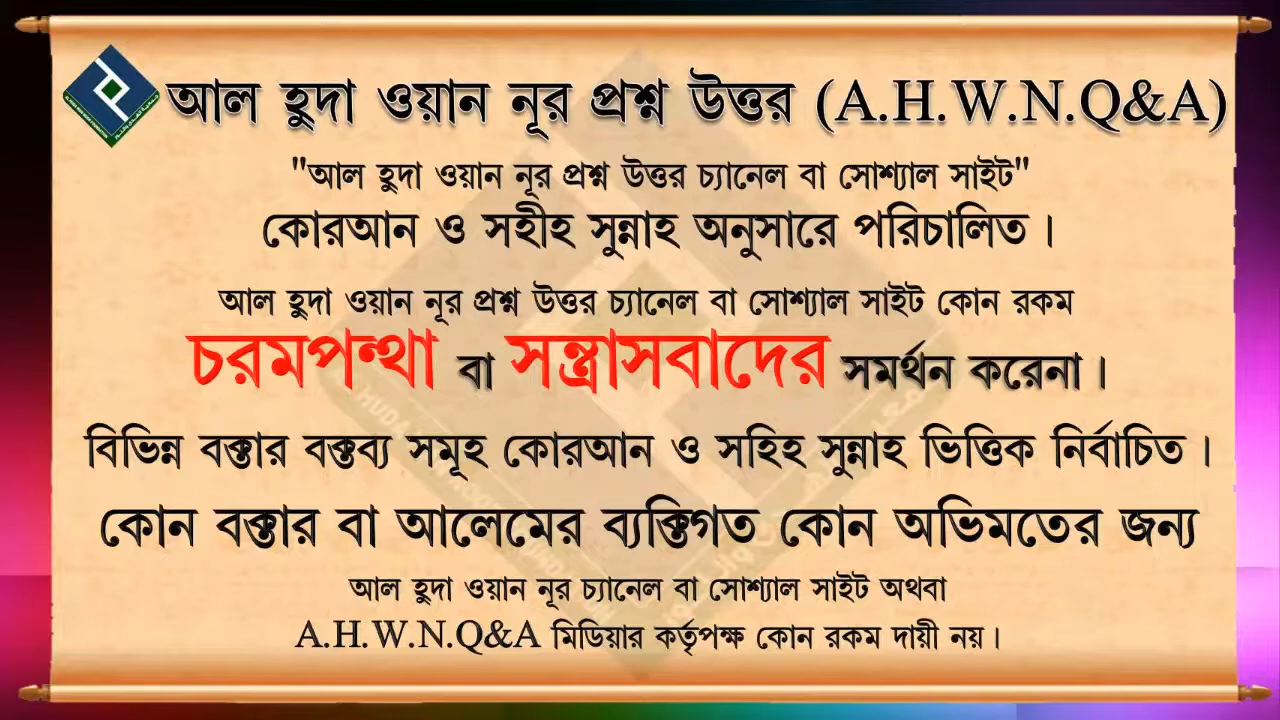 আল হুদা ওয়ান নূর প্রশ্ন উত্তর (A.H.W.N.Q&A)
"আল হুদা ওয়ান নূর প্রশ্ন উত্তর চ্যানেল বা সোশ্যাল সাইট"
কোরআন ও সহীহ সুন্নাহ অনুসারে পরিচালিত।
আল হুদা ওয়ান নূর প্রশ্ন উত্তর চ্যানেল বা সোশ্যাল সাইট কোন রকম
চরমপন্থা বা সন্ত্রাসবাদের সমর্থন করেনা।
বিভিন্ন বক্তার বক্তব্য সমূহ কোরআন ও সহিহ সুন্নাহ ভিত্তিক নির্বাচিত।
কোন বক্তার বা আলেমের ব্যক্তিগত কোন অভিমতের জন্য
আল হুদা ওয়ান নূর চ্যানেল বা সোশ্যাল সাইট অথবা
A.H.W.N.Q&A মিডিয়ার কর্তৃপক্ষ কোন রকম দায়ী নয়।